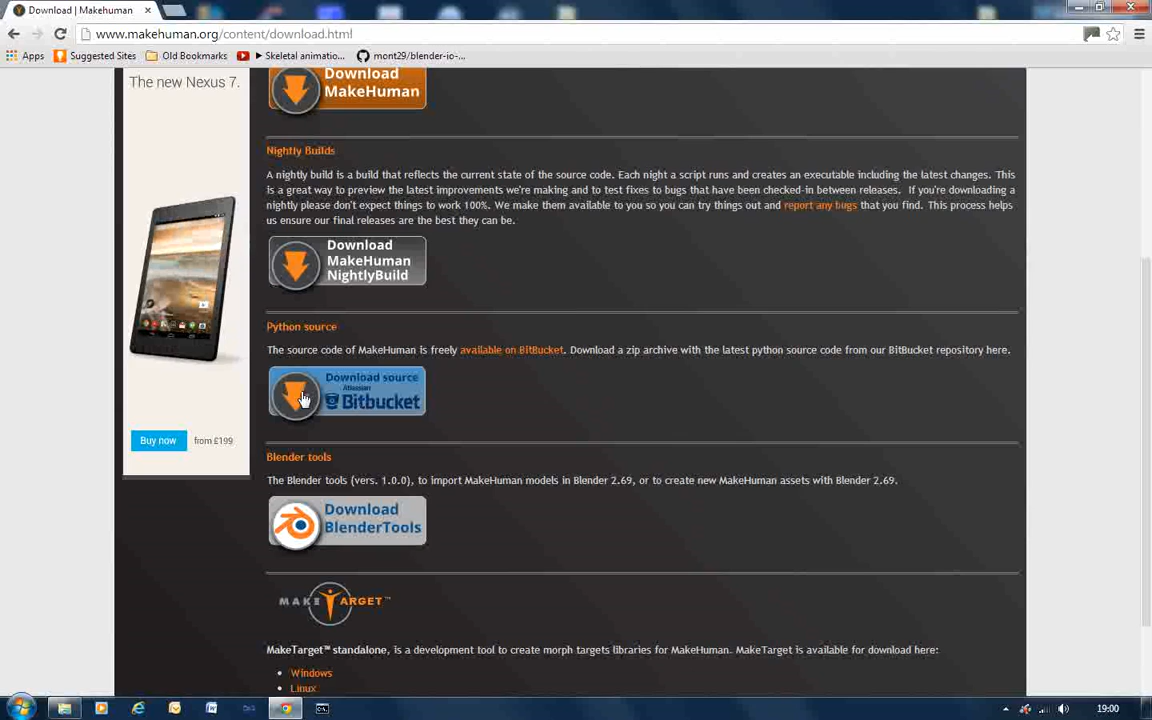 Download | Makehuman
www.makehuman.org/content/download.html
Apps
Suggested Sites
Old Bookmarks
Skeletal animatio...
mont29/blender-io-...
The new Nexus 7.
Download
MakeHuman
Nightly Builds
A nightly build is a build that reflects the current state of the source code. Each night a script runs and creates an executable including the latest changes. This
is a great way to preview the latest improvements we're making and to test fixes to bugs that have been checked-in between releases. If you're downloading a
nightly please don't expect things to work 100%. We make them available to you so you can try things out and report any bugs that you find. This process helps
us ensure our final releases are the best they can be.
Download
MakeHuman
NightlyBuild
Python source
The source code of MakeHuman is freely available on BitBucket. Download a zip archive with the latest python source code from our BitBucket repository here.
Download source
Atlassian
Bitbucket
Buy now
from £199
Blender tools
The Blender tools (vers. 1.0.0), to import MakeHuman models in Blender 2.69, or to create new MakeHuman assets with Blender 2.69.
Download
BlenderTools
MAKE TARGET™
MakeTarget™ standalone, is a development tool to create morph targets libraries for MakeHuman. MakeTarget is available for download here:
• Windows
• Linux
19:00